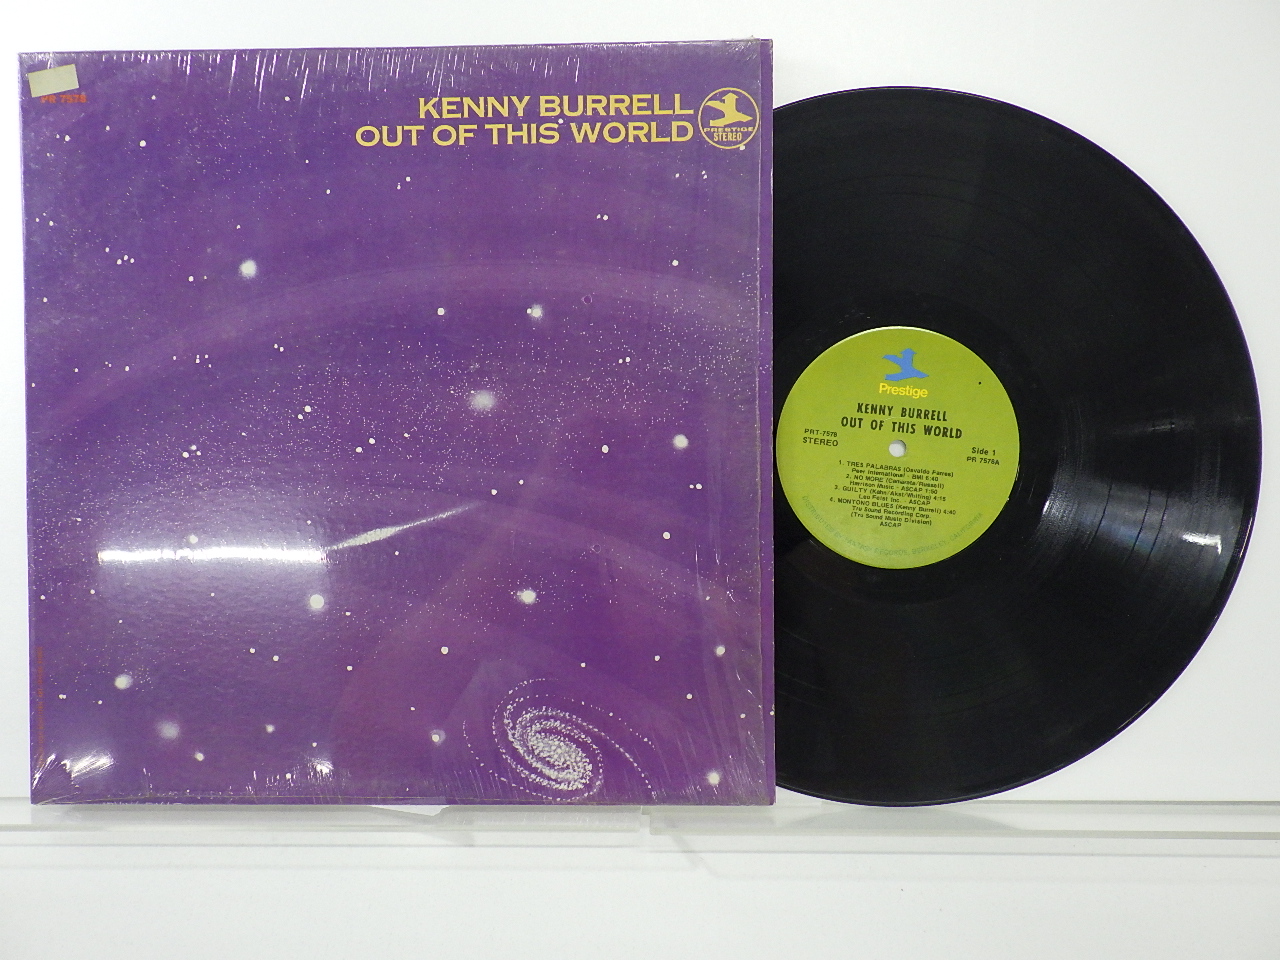 VR 7578
KENNY BURRELL
OUT OF THIS WORLD
PRESTIGE
STEREO
Prestige
KENNY BURRELL
OUT OF THIS WORLD
PRT-7578
STEREO
Side 1
PR 7578A
1. TRES PALABRAS (Osvaldo Farres)
Peer International - BMI 6:40
2. NO MORE (Camarata/Russell)
Harrison Music - ASCAP 1:50
3. GUILTY (Kahn/Akst/Whiting) 4:15
Leo Feist Inc. - ASCAP
4. MONTONO BLUES (Kenny Burrell) 4:40
Tru Sound Recording Corp.
(Tru Sound Music Division)
ASCAP